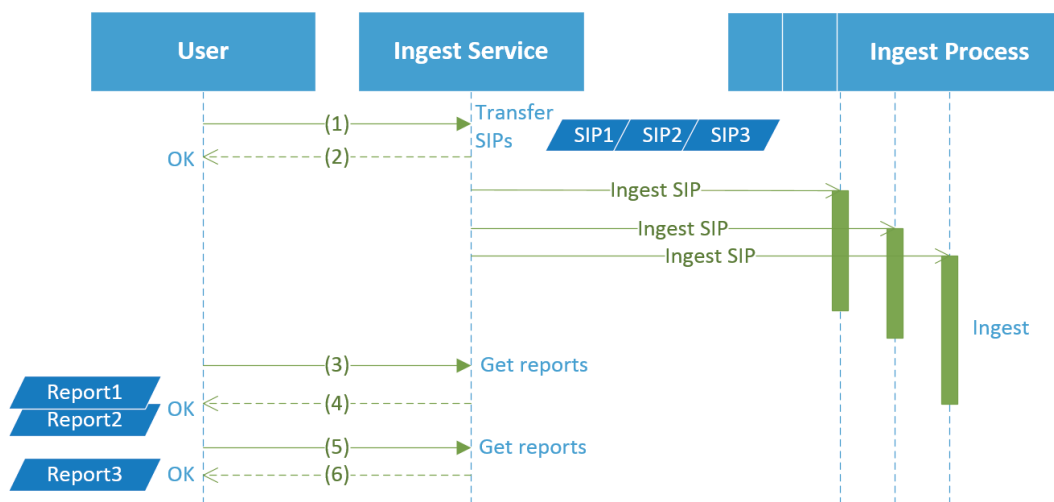 User
Ingest Service
Ingest Process
(1)
Transfer
SIPs
SIP1
SIP2
SIP3
OK
(2)
Ingest SIP
Ingest SIP
Ingest SIP
Ingest
(3)
Get reports
Report1
Report2
OK
(4)
(5)
Get reports
Report3
OK
(6)